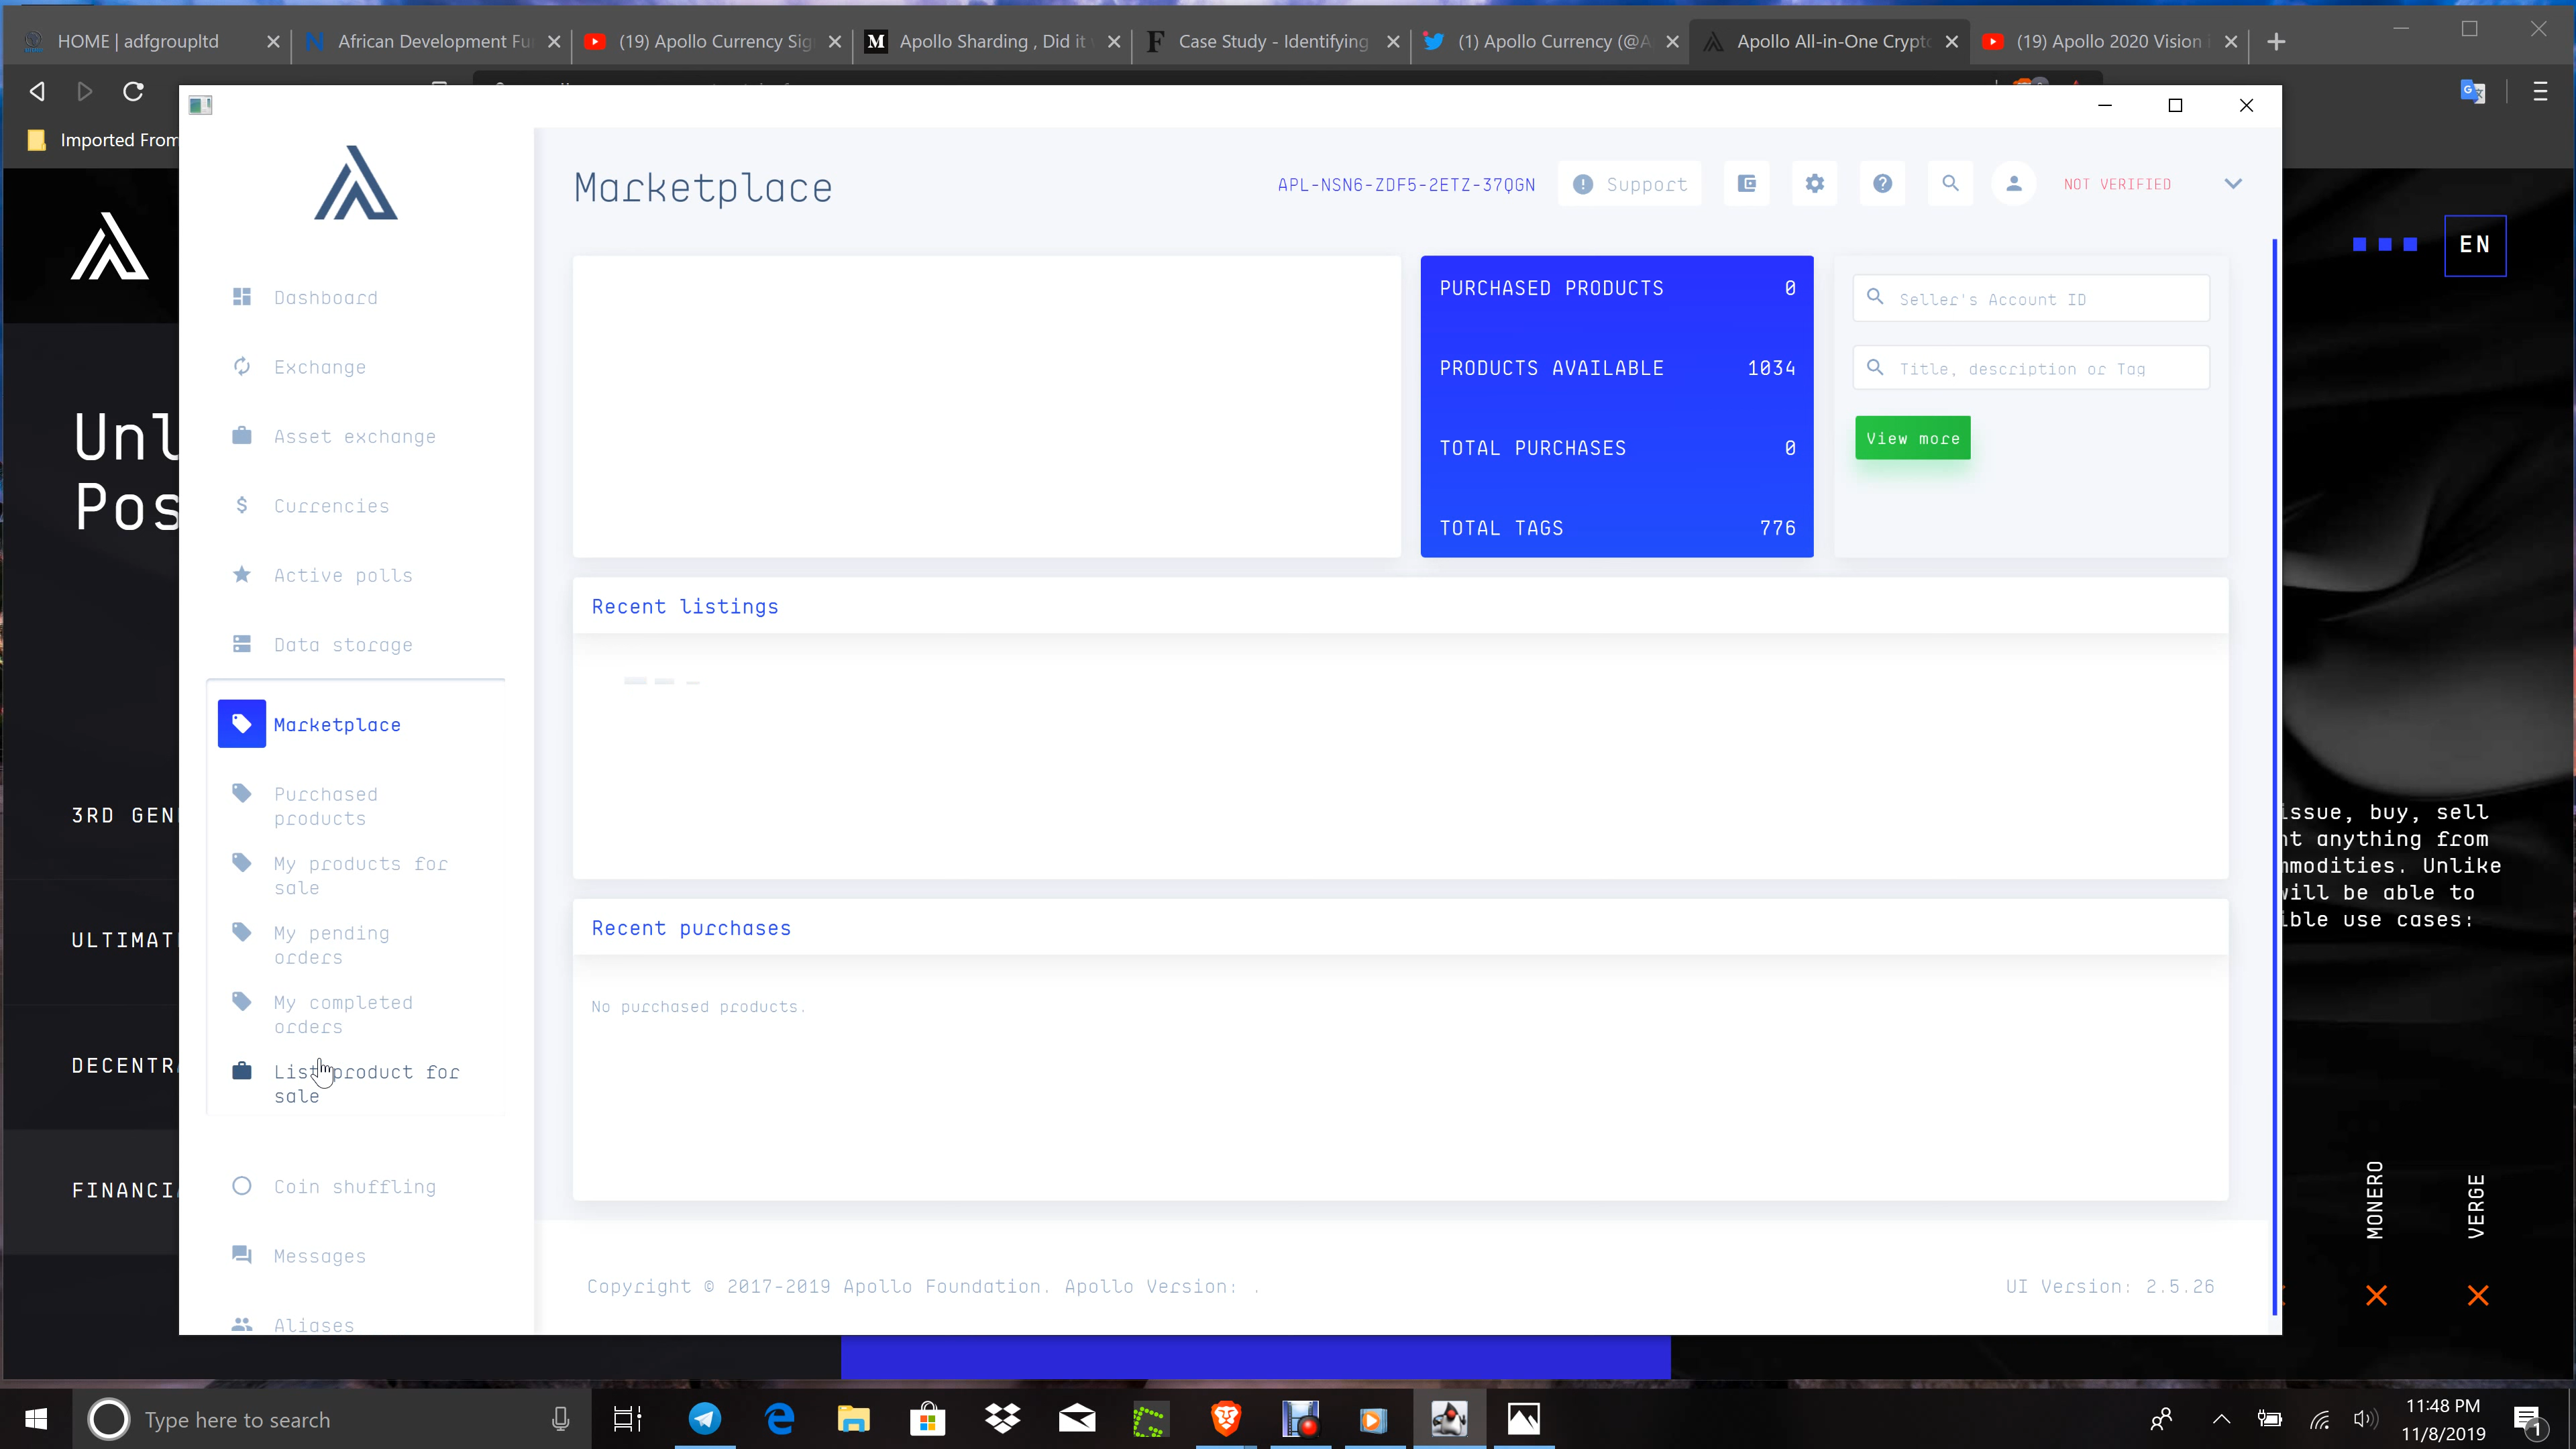 HOME | adfgroupltd
African Development Fu
(19) Apollo Currency Sig
Apollo Sharding , Did it
Case Study - Identifying
(1) Apollo Currency (@A
Apollo All-in-One Crypto
(19) Apollo 2020 Vision
Imported From
EN
Unl
Pos
3RD GEN
ULTIMAT
DECENTR
FINANCI
issue, buy, sell
nt anything from
mmodities. Unlike
will be able to
ible use cases:
MONERO
VERGE
Marketplace
APL-NSN6-ZDF5-2ETZ-37QGN
Support
NOT VERIFIED
Dashboard
Exchange
Asset exchange
Currencies
Active polls
Data storage
Marketplace
Purchased
products
My products for
sale
My pending
orders
My completed
orders
List product for
sale
Coin shuffling
Messages
Aliases
PURCHASED PRODUCTS 0
PRODUCTS AVAILABLE 1034
TOTAL PURCHASES 0
TOTAL TAGS 776
Seller's Account ID
Title, description or Tag
View more
Recent listings
Recent purchases
No purchased products.
Copyright © 2017-2019 Apollo Foundation. Apollo Version: .
UI Version: 2.5.26
Type here to search
11:48 PM
11/8/2019
1